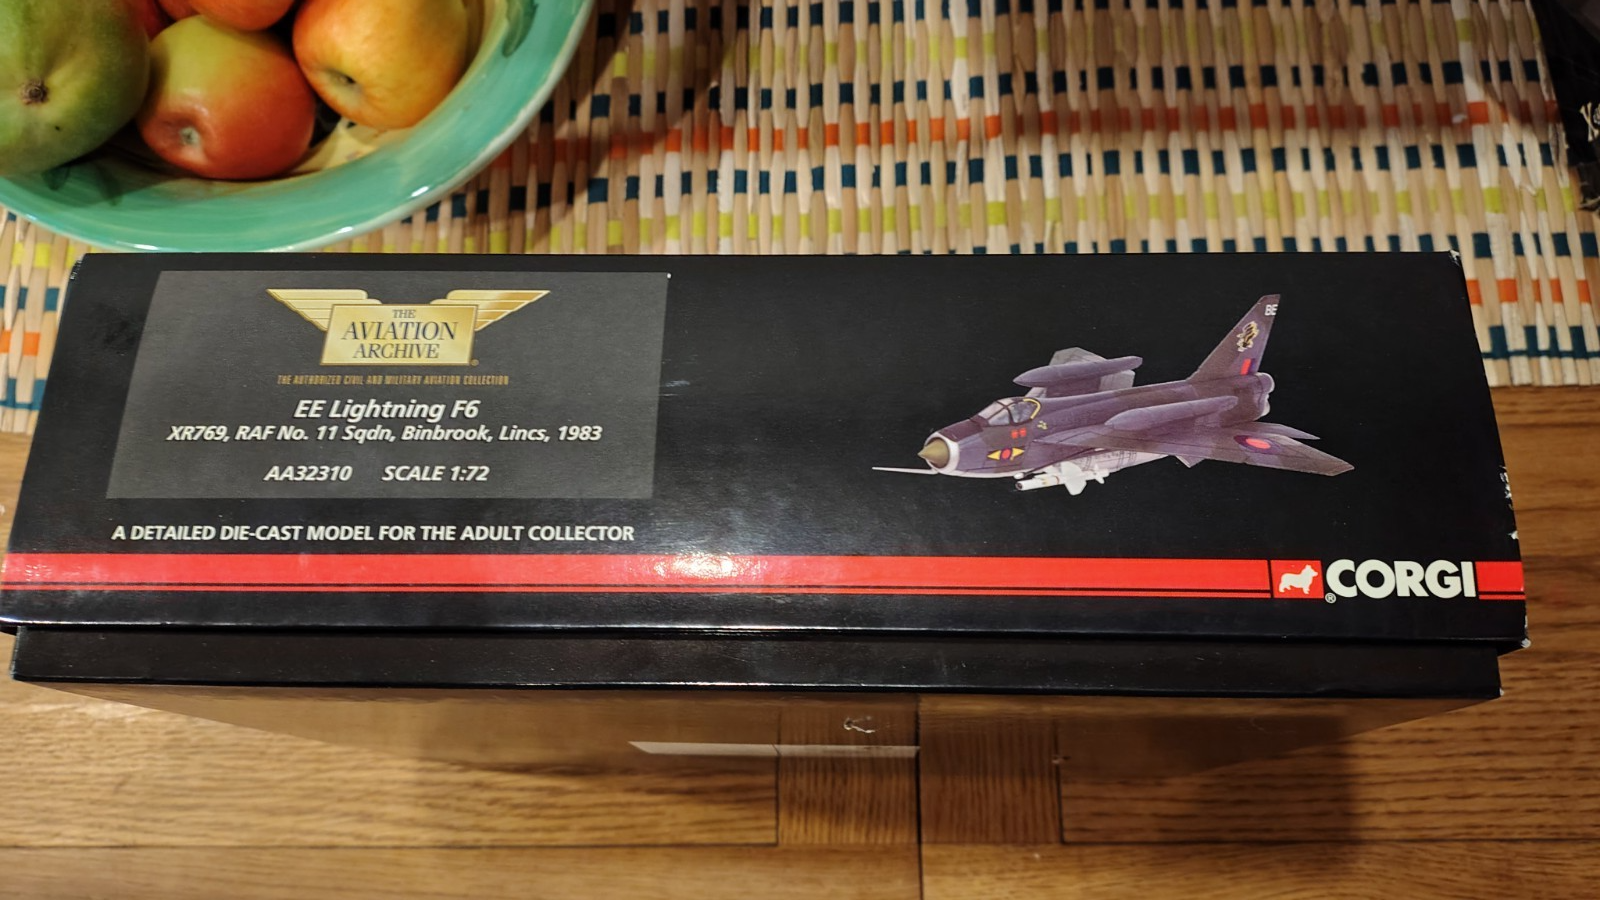 THE
AVIATION
ARCHIVE
THE AUTHORIZED CIVIL AND MILITARY AVIATION COLLECTION
EE Lightning F6
XR769, RAF No. 11 Sqdn, Binbrook, Lincs, 1983
AA32310 SCALE 1:72
A DETAILED DIE-CAST MODEL FOR THE ADULT COLLECTOR
BE
® CORGI